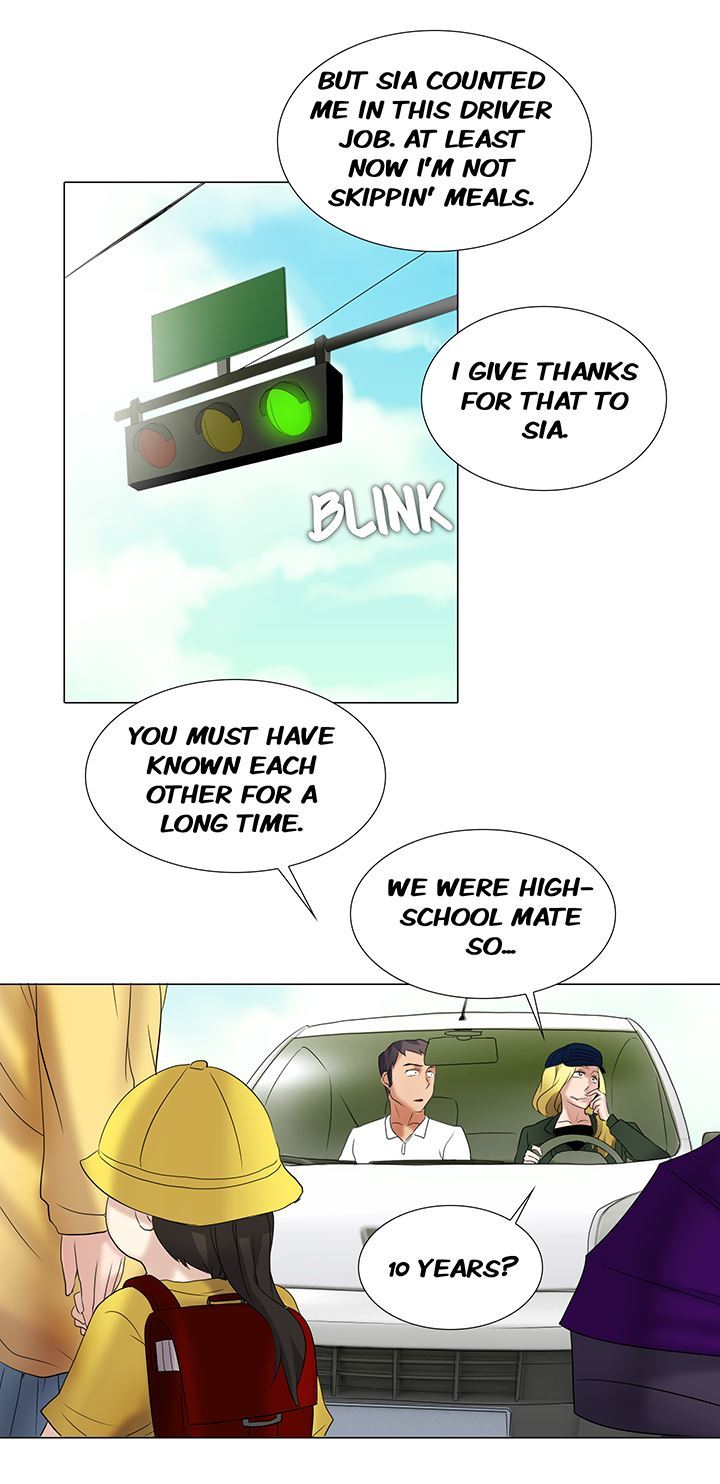 BUT SIA COUNTED
ME IN THIS DRIVER
JOB. AT LEAST
NOW I'M NOT
SKIPPIN' MEALS.
I GIVE THANKS
FOR THAT TO
SIA.
BLINK
YOU MUST HAVE
KNOWN EACH
OTHER FOR A
LONG TIME.
WE WERE HIGH-
SCHOOL MATE
SO...
10 YEARS?